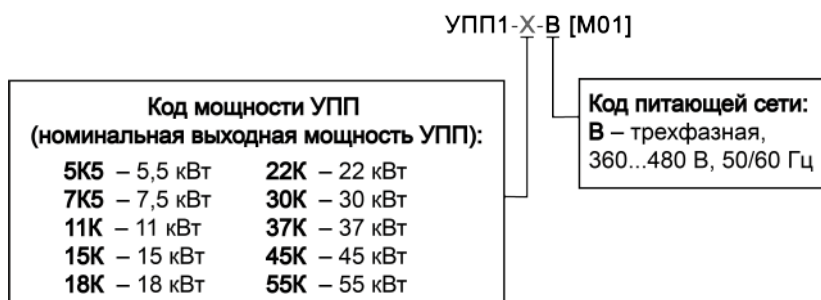 УПП1-X-В [М01]
Код мощности УПП
(номинальная выходная мощность УПП):
5К5 – 5,5 кВт 22К – 22 кВт
7К5 – 7,5 кВт 30К – 30 кВт
11К – 11 кВт 37К – 37 кВт
15К – 15 кВт 45К – 45 кВт
18К – 18 кВт 55К – 55 кВт
Код питающей сети:
В – трехфазная,
360...480 В, 50/60 Гц